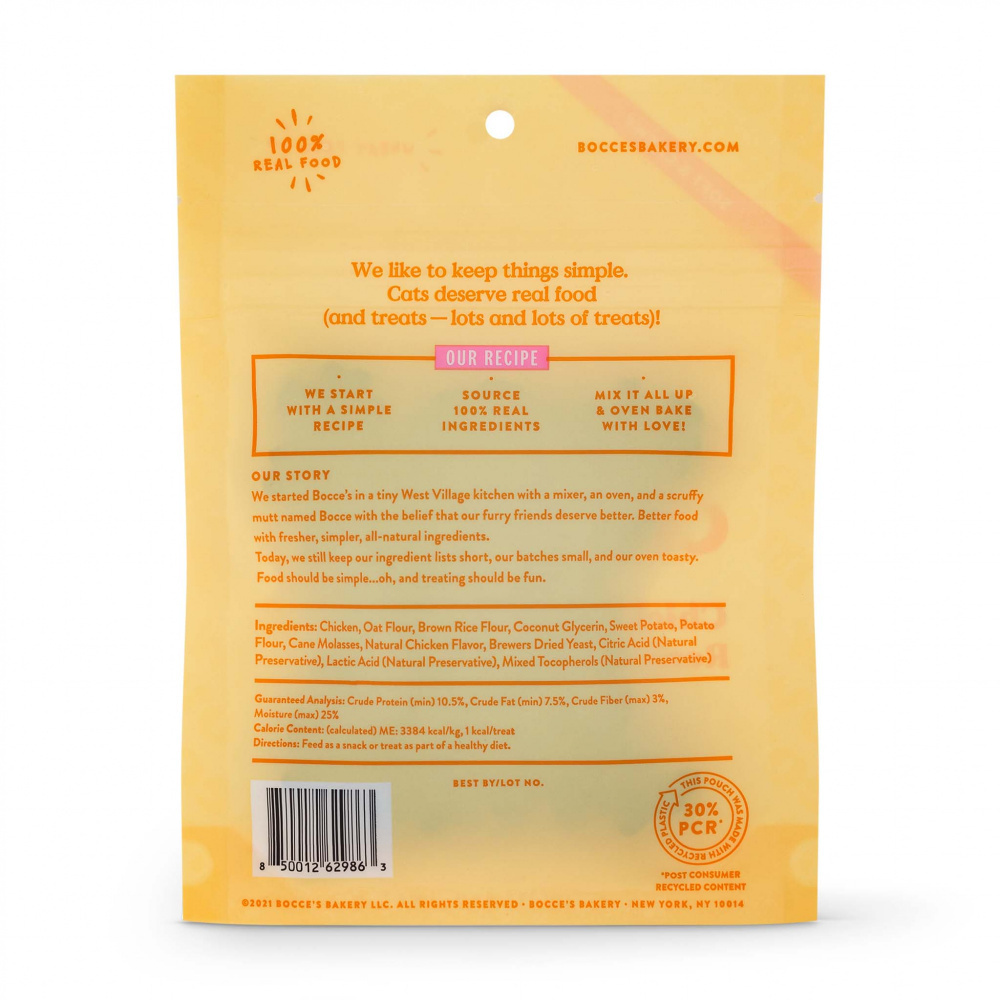 100%
REAL FOOD
BOCCESBAKERY.COM
We like to keep things simple.
Cats deserve real food
(and treats — lots and lots of treats)!
OUR RECIPE
WE START
WITH A SIMPLE
RECIPE
SOURCE
100% REAL
INGREDIENTS
MIX IT ALL UP
& OVEN BAKE
WITH LOVE!
OUR STORY
We started Bocce's in a tiny West Village kitchen with a mixer, an oven, and a scruffy
mutt named Bocce with the belief that our furry friends deserve better. Better food
with fresher, simpler, all-natural ingredients.
Today, we still keep our ingredient lists short, our batches small, and our oven toasty.
Food should be simple...oh, and treating should be fun.
Ingredients: Chicken, Oat Flour, Brown Rice Flour, Coconut Glycerin, Sweet Potato, Potato
Flour, Cane Molasses, Natural Chicken Flavor, Brewers Dried Yeast, Citric Acid (Natural
Preservative), Lactic Acid (Natural Preservative), Mixed Tocopherols (Natural Preservative)
Guaranteed Analysis: Crude Protein (min) 10.5%, Crude Fat (min) 7.5%, Crude Fiber (max) 3%,
Moisture (max) 25%
Calorie Content: (calculated) ME: 3384 kcal/kg, 1 kcal/treat
Directions: Feed as a snack or treat as part of a healthy diet.
BEST BY/LOT NO.
8 50012 62986 3
THIS POUCH WAS MADE WITH RECYCLED PLASTIC
30%
PCR*
*POST CONSUMER
RECYCLED CONTENT
©2021 BOCCE'S BAKERY LLC. ALL RIGHTS RESERVED · BOCCE'S BAKERY · NEW YORK, NY 10014